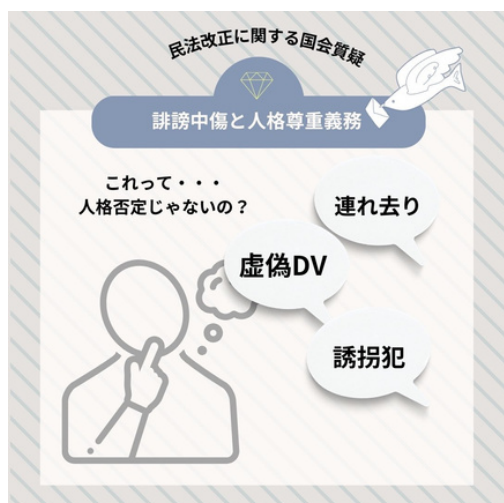 民法改正に関する国会質疑
誹謗中傷と人格尊重義務
これって・・・
人格否定じゃないの？
連れ去り
虚偽DV
誘拐犯